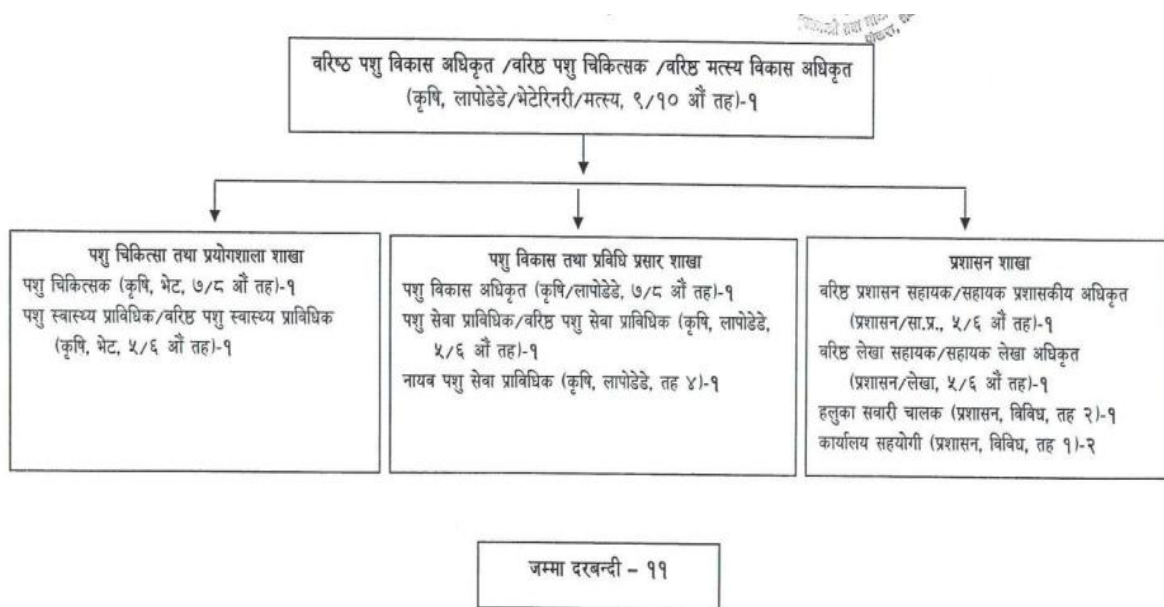 वरिष्ठ पशु विकास अधिकृत /वरिष्ठ पशु चिकित्सक /वरिष्ठ मत्स्य विकास अधिकृत
(कृषि, लापोडेडे/भेटेरिनरी/मत्स्य, ९/१० औं तह)-१
पशु चिकित्सा तथा प्रयोगशाला शाखा
पशु चिकित्सक (कृषि, भेट, ७/८ औं तह)-१
पशु स्वास्थ्य प्राविधिक/वरिष्ठ पशु स्वास्थ्य प्राविधिक
(कृषि, भेट, ५/६ औं तह)-१
पशु विकास तथा प्रविधि प्रसार शाखा
पशु विकास अधिकृत (कृषि/लापोडेडे, ७/८ औं तह)-१
पशु सेवा प्राविधिक/वरिष्ठ पशु सेवा प्राविधिक (कृषि, लापोडेडे,
५/६ औं तह)-१
नायब पशु सेवा प्राविधिक (कृषि, लापोडेडे, तह ४)-१
प्रशासन शाखा
वरिष्ठ प्रशासन सहायक/सहायक प्रशासकीय अधिकृत
(प्रशासन/सा.प्र., ५/६ औं तह)-१
वरिष्ठ लेखा सहायक/सहायक लेखा अधिकृत
(प्रशासन/लेखा, ५/६ औं तह)-१
हलुका सवारी चालक (प्रशासन, विविध, तह २)-१
कार्यालय सहयोगी (प्रशासन, विविध, तह १)-२
जम्मा दरबन्दी – ११